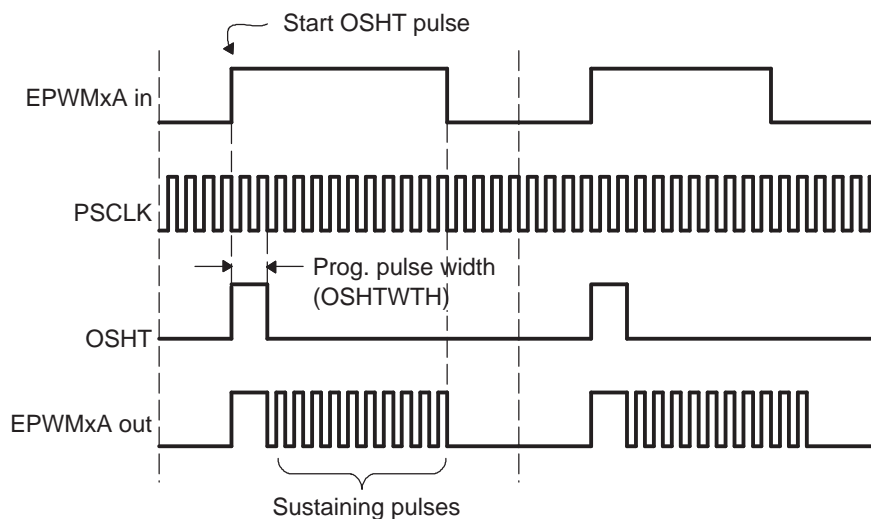 Start OSHT pulse
EPWMxA in
PSCLK
Prog. pulse width
(OSHTWTH)
OSHT
EPWMxA out
Sustaining pulses